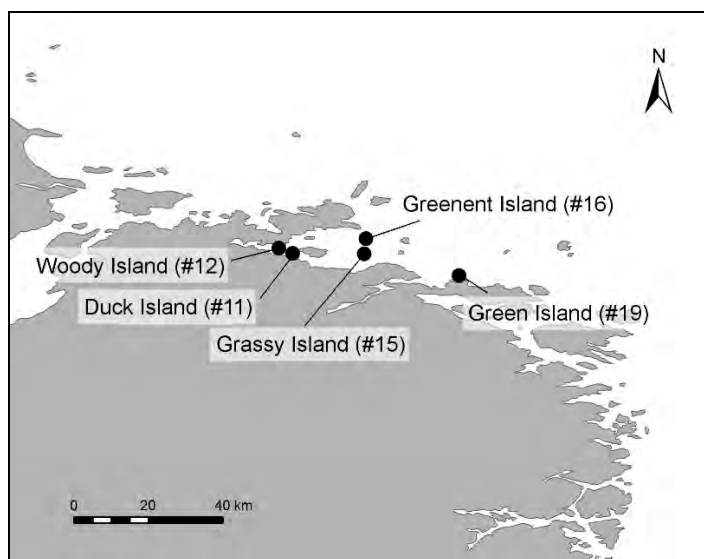 N
Greenent Island (#16)
Woody Island (#12)
Duck Island (#11)
Green Island (#19)
Grassy Island (#15)
0 20 40 km